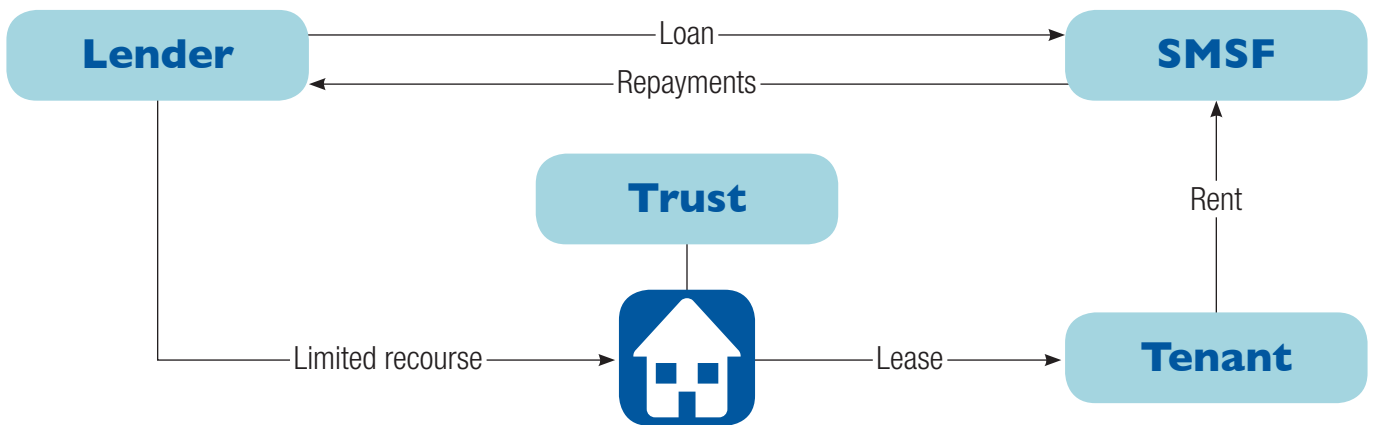 Loan
Lender
SMSF
Repayments
Trust
Rent
Limited recourse
Lease
Tenant